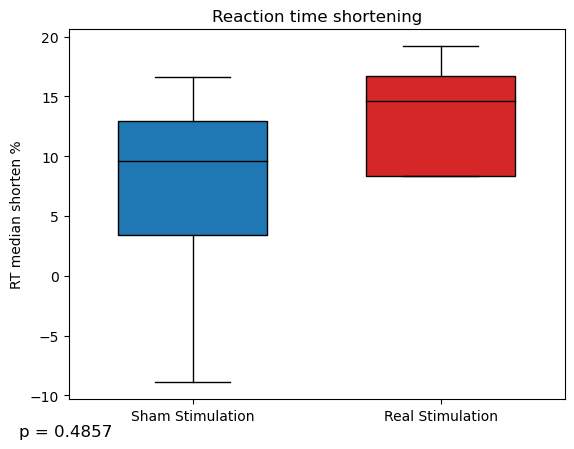 Reaction time shortening
RT median shorten %
20
15
10
5
0
−5
−10
Sham Stimulation
Real Stimulation
p = 0.4857